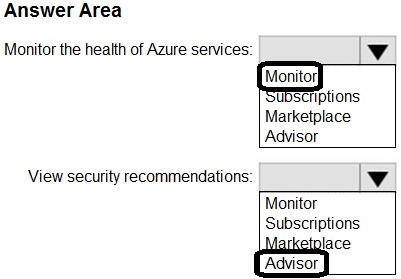 Answer Area
Monitor the health of Azure services:
Monitor
Subscriptions
Marketplace
Advisor
View security recommendations:
Monitor
Subscriptions
Marketplace
Advisor